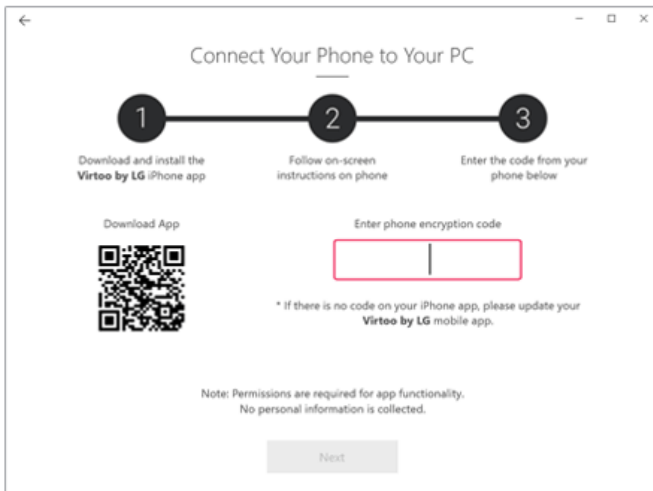 Connect Your Phone to Your PC
1
2
3
Download and install the
Virtoo by LG iPhone app
Follow on-screen
instructions on phone
Enter the code from your
phone below
Download App
Enter phone encryption code
* If there is no code on your iPhone app, please update your
Virtoo by LG mobile app.
Note: Permissions are required for app functionality.
No personal information is collected.
Next